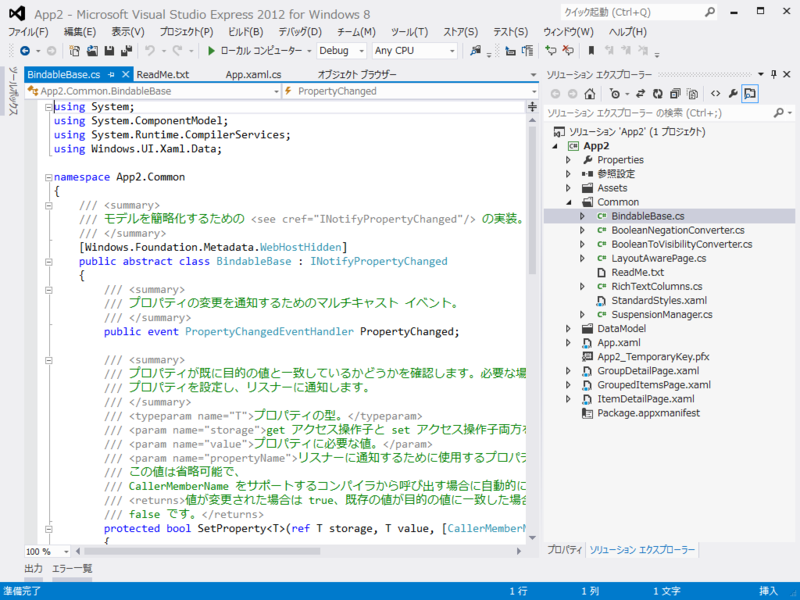 App2 - Microsoft Visual Studio Express 2012 for Windows 8
クイック起動 (Ctrl+Q)
ファイル(F) 編集(E) 表示(V) プロジェクト(P) ビルド(B) デバッグ(D) チーム(M) ツール(T) ストア(S) テスト(S) ウィンドウ(W) ヘルプ(H)
ローカル コンピューター Debug Any CPU
ツールボックス
BindableBase.cs ReadMe.txt App.xaml.cs オブジェクト ブラウザー
App2.Common.BindableBase PropertyChanged
using System;
using System.ComponentModel;
using System.Runtime.CompilerServices;
using Windows.UI.Xaml.Data;
namespace App2.Common
{
/// <summary>
/// モデルを簡略化するための <see cref="INotifyPropertyChanged"/> の実装。
/// </summary>
[Windows.Foundation.Metadata.WebHostHidden]
public abstract class BindableBase : INotifyPropertyChanged
{
/// <summary>
/// プロパティの変更を通知するためのマルチキャスト イベント。
/// </summary>
public event PropertyChangedEventHandler PropertyChanged;
/// <summary>
/// プロパティが既に目的の値と一致しているかどうかを確認します。必要な場
/// プロパティを設定し、リスナーに通知します。
/// </summary>
/// <typeparam name="T">プロパティの型。</typeparam>
/// <param name="storage">get アクセス操作子と set アクセス操作子両方を
/// <param name="value">プロパティに必要な値。</param>
/// <param name="propertyName">リスナーに通知するために使用するプロパテ
/// この値は省略可能で、
/// CallerMemberName をサポートするコンパイラから呼び出す場合に自動的に
/// <returns>値が変更された場合は true、既存の値が目的の値に一致した場合
/// false です。</returns>
protected bool SetProperty<T>(ref T storage, T value, [CallerMemberN
{
100 %
ソリューション エクスプローラー
ソリューション エクスプローラー の検索 (Ctrl+;)
ソリューション 'App2' (1 プロジェクト)
App2
Properties
参照設定
Assets
Common
BindableBase.cs
BooleanNegationConverter.cs
BooleanToVisibilityConverter.cs
LayoutAwarePage.cs
ReadMe.txt
RichTextColumns.cs
StandardStyles.xaml
SuspensionManager.cs
DataModel
App.xaml
App2_TemporaryKey.pfx
GroupDetailPage.xaml
GroupedItemsPage.xaml
ItemDetailPage.xaml
Package.appxmanifest
プロパティ ソリューション エクスプローラー
出力 エラー一覧
準備完了 1 行 1 列 1 文字 挿入